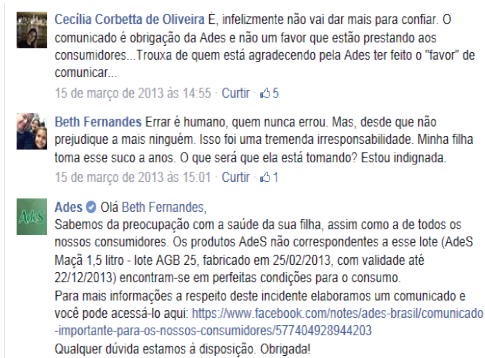 Cecília Corbetta de Oliveira É, infelizmente não vai dar mais para confiar. O
comunicado é obrigação da Ades e não um favor que estão prestando aos
consumidores...Trouxa de quem está agradecendo pela Ades ter feito o "favor" de
comunicar...
15 de março de 2013 às 14:55 · Curtir · 5
Beth Fernandes Errar é humano, quem nunca errou. Mas, desde que não
prejudique a mais ninguém. Isso foi uma tremenda irresponsabilidade. Minha filha
toma esse suco a anos. O que será que ela está tomando? Estou indignada.
15 de março de 2013 às 15:01 · Curtir · 1
Ades
Ades Olá Beth Fernandes,
Sabemos da preocupação com a saúde da sua filha, assim como a de todos os
nossos consumidores. Os produtos AdeS não correspondentes a esse lote (AdeS
Maçã 1,5 litro - lote AGB 25, fabricado em 25/02/2013, com validade até
22/12/2013) encontram-se em perfeitas condições para o consumo.
Para mais informações a respeito deste incidente elaboramos um comunicado e
você pode acessá-lo aqui: https://www.facebook.com/notes/ades-brasil/comunicado
-importante-para-os-nossos-consumidores/577404928944203
Qualquer dúvida estamos à disposição. Obrigada!